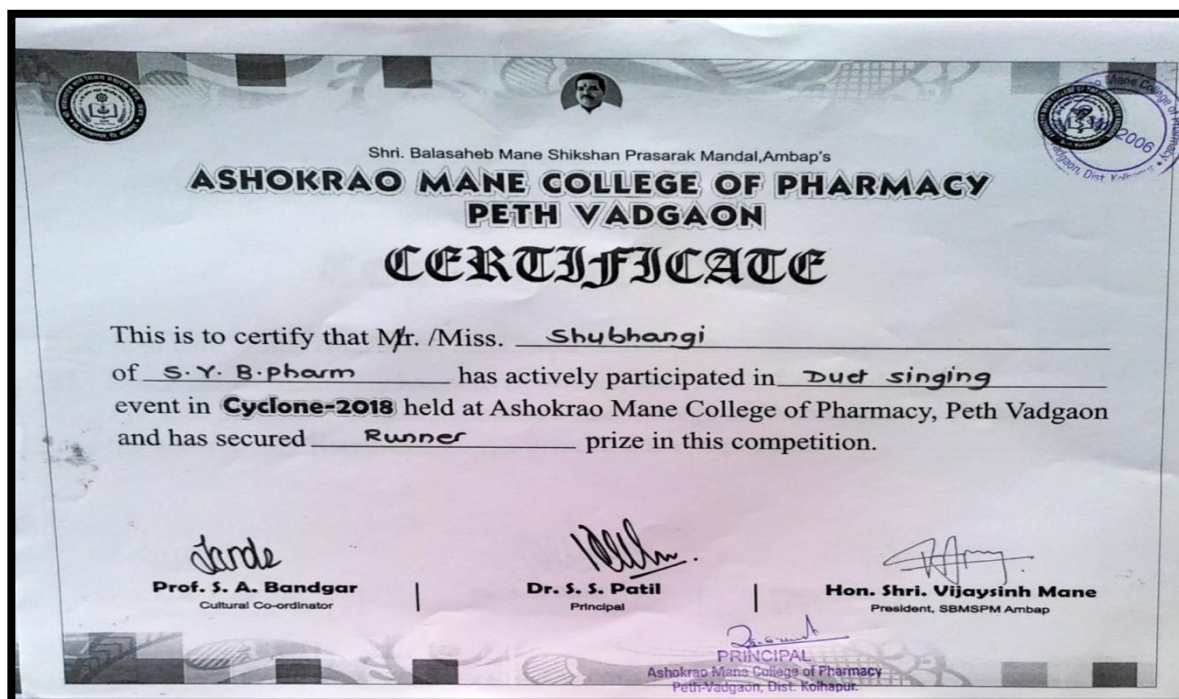 Shri. Balasaheb Mane Shikshan Prasarak Mandal,Ambap's
ASHOKRAO MANE COLLEGE OF PHARMACY
PETH VADGAON
CERTIFICATE
This is to certify that Mr. /Miss. Shubhangi
of S.Y. B.pharm has actively participated in Duet singing
event in Cyclone-2018 held at Ashokrao Mane College of Pharmacy, Peth Vadgaon
and has secured Runner prize in this competition.
Prof. S. A. Bandgar
Cultural Co-ordinator
Dr. S. S. Patil
Principal
Hon. Shri. Vijaysinh Mane
President, SBMSPM Ambap
PRINCIPAL
Ashokrao Mane College of Pharmacy
Peth-Vadgaon, Dist. Kolhapur.